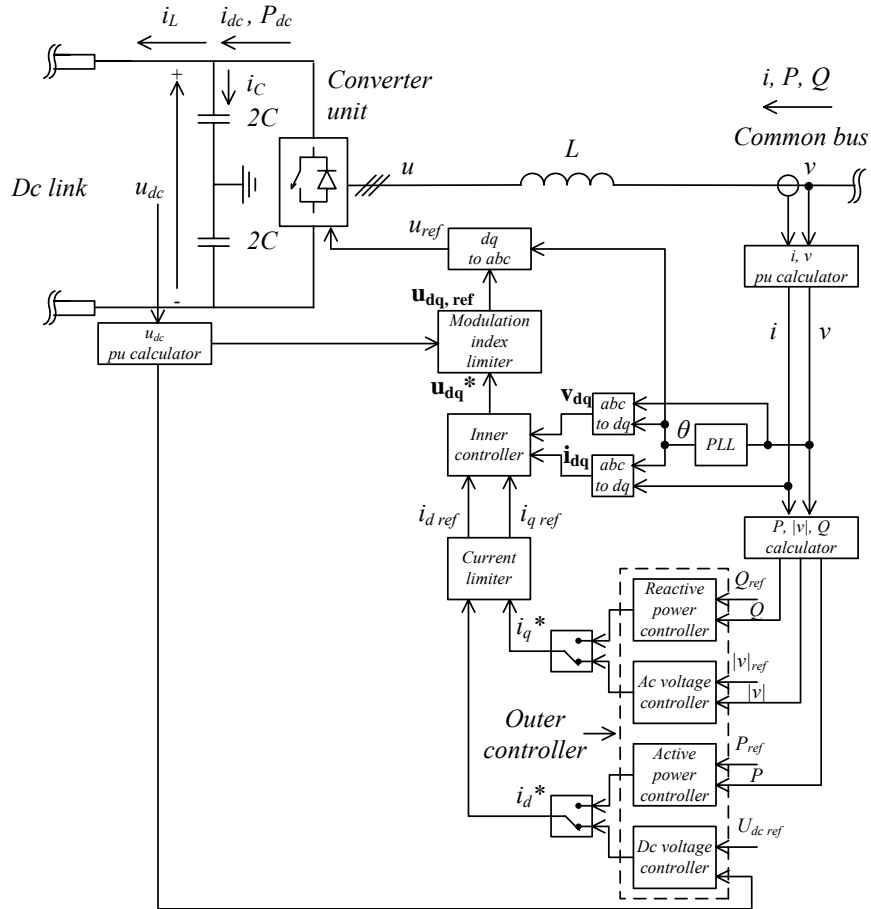 i_L
i_dc , P_dc
i_C
2C
Converter
unit
i, P, Q
Common bus
v
L
u
Dc link
u_dc
+
2C
-
u_ref
dq
to abc
i, v
pu calculator
u_dq, ref
Modulation
index
limiter
i
v
u_dc
pu calculator
u_dq*
v_dq
abc
to dq
θ
PLL
Inner
controller
i_dq
abc
to dq
i_d ref
i_q ref
P, |v|, Q
calculator
Current
limiter
Reactive
power
controller
Q_ref
Q
i_q*
Ac voltage
controller
|v|_ref
|v|
Outer
controller
Active
power
controller
P_ref
P
i_d*
Dc voltage
controller
U_dc ref